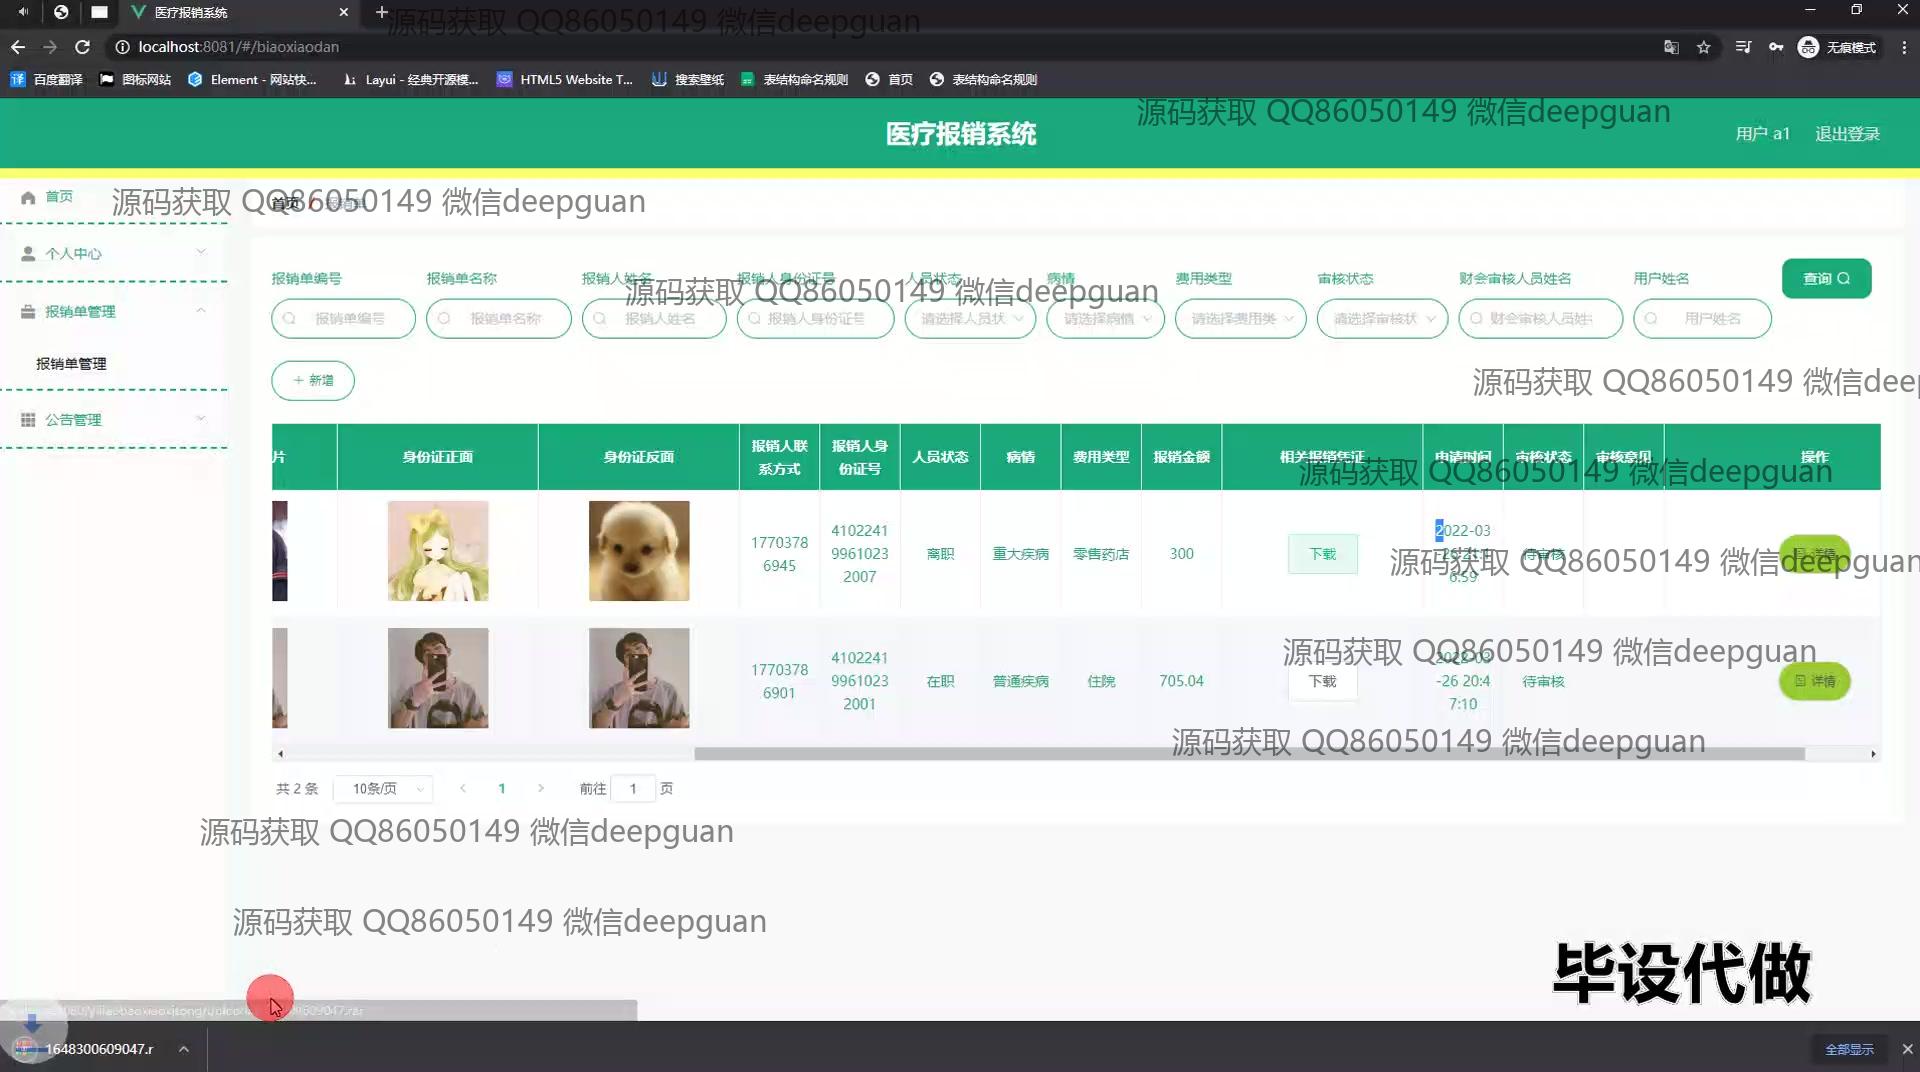 医疗报销系统
localhost:8081/#/biaoxiaodan
无痕模式
百度翻译
图标网站
Element - 网站快...
Layui - 经典开源模...
HTML5 Website T...
搜索壁纸
表结构命名规则
首页
表结构命名规则
源码获取 QQ86050149 微信deepguan
医疗报销系统
源码获取 QQ86050149 微信deepguan
用户 a1
退出登录
首页
源码获取 QQ86050149 微信deepguan
首页
个人中心
报销单管理
报销单管理
公告管理
报销单编号
报销单名称
报销人姓名
报销人身份证号
人员状态
病情
费用类型
审核状态
财会审核人员姓名
用户姓名
查询
源码获取 QQ86050149 微信deepguan
报销单编号
报销单名称
报销人姓名
报销人身份证号
请选择人员状
请选择病情
请选择费用类
请选择审核状
财会审核人员姓
用户姓名
+ 新增
源码获取 QQ86050149 微信deep
片
身份证正面
身份证反面
报销人联
系方式
报销人身
份证号
人员状态
病情
费用类型
报销金额
相关报销凭证
申请时间
审核状态
审核意见
操作
源码获取 QQ86050149 微信deepguan
1770378
6945
4102241
9961023
2007
离职
重大疾病
零售药店
300
下载
2022-03
6:59
待审核
详情
源码获取 QQ86050149 微信deepguan
1770378
6901
4102241
9961023
2001
在职
普通疾病
住院
705.04
下载
2022-03
-26 20:4
7:10
待审核
详情
源码获取 QQ86050149 微信deepguan
源码获取 QQ86050149 微信deepguan
共 2 条
10条/页
1
前往
1
页
源码获取 QQ86050149 微信deepguan
源码获取 QQ86050149 微信deepguan
毕设代做
1648300609047.r
全部显示